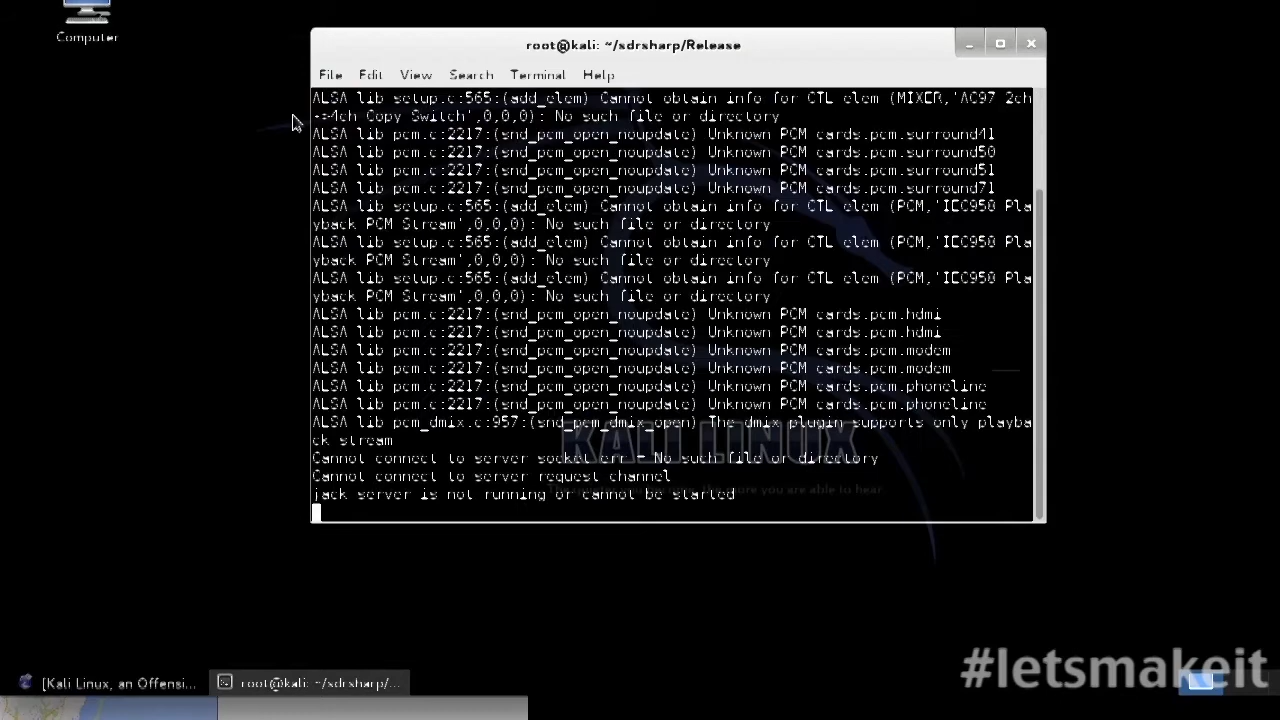 Computer
root@kali: ~/sdrsharp/Release
File Edit View Search Terminal Help
ALSA lib setup.c:565:(add_elem) Cannot obtain info for CTL elem (MIXER,'AC97 2ch
->4ch Copy Switch',0,0,0): No such file or directory
ALSA lib pcm.c:2217:(snd_pcm_open_noupdate) Unknown PCM cards.pcm.surround41
ALSA lib pcm.c:2217:(snd_pcm_open_noupdate) Unknown PCM cards.pcm.surround50
ALSA lib pcm.c:2217:(snd_pcm_open_noupdate) Unknown PCM cards.pcm.surround51
ALSA lib pcm.c:2217:(snd_pcm_open_noupdate) Unknown PCM cards.pcm.surround71
ALSA lib setup.c:565:(add_elem) Cannot obtain info for CTL elem (PCM,'IEC958 Pla
yback PCM Stream',0,0,0): No such file or directory
ALSA lib setup.c:565:(add_elem) Cannot obtain info for CTL elem (PCM,'IEC958 Pla
yback PCM Stream',0,0,0): No such file or directory
ALSA lib setup.c:565:(add_elem) Cannot obtain info for CTL elem (PCM,'IEC958 Pla
yback PCM Stream',0,0,0): No such file or directory
ALSA lib pcm.c:2217:(snd_pcm_open_noupdate) Unknown PCM cards.pcm.hdmi
ALSA lib pcm.c:2217:(snd_pcm_open_noupdate) Unknown PCM cards.pcm.hdmi
ALSA lib pcm.c:2217:(snd_pcm_open_noupdate) Unknown PCM cards.pcm.modem
ALSA lib pcm.c:2217:(snd_pcm_open_noupdate) Unknown PCM cards.pcm.modem
ALSA lib pcm.c:2217:(snd_pcm_open_noupdate) Unknown PCM cards.pcm.phoneline
ALSA lib pcm.c:2217:(snd_pcm_open_noupdate) Unknown PCM cards.pcm.phoneline
ALSA lib pcm_dmix.c:957:(snd_pcm_dmix_open) The dmix plugin supports only playba
ck stream
KALI LINUX
Cannot connect to server socket err = No such file or directory
Cannot connect to server request channel
jack server is not running or cannot be started
more you are able to hear
#letsmakeit
[Kali Linux, an Offensi...
root@kali: ~/sdrsharp/...